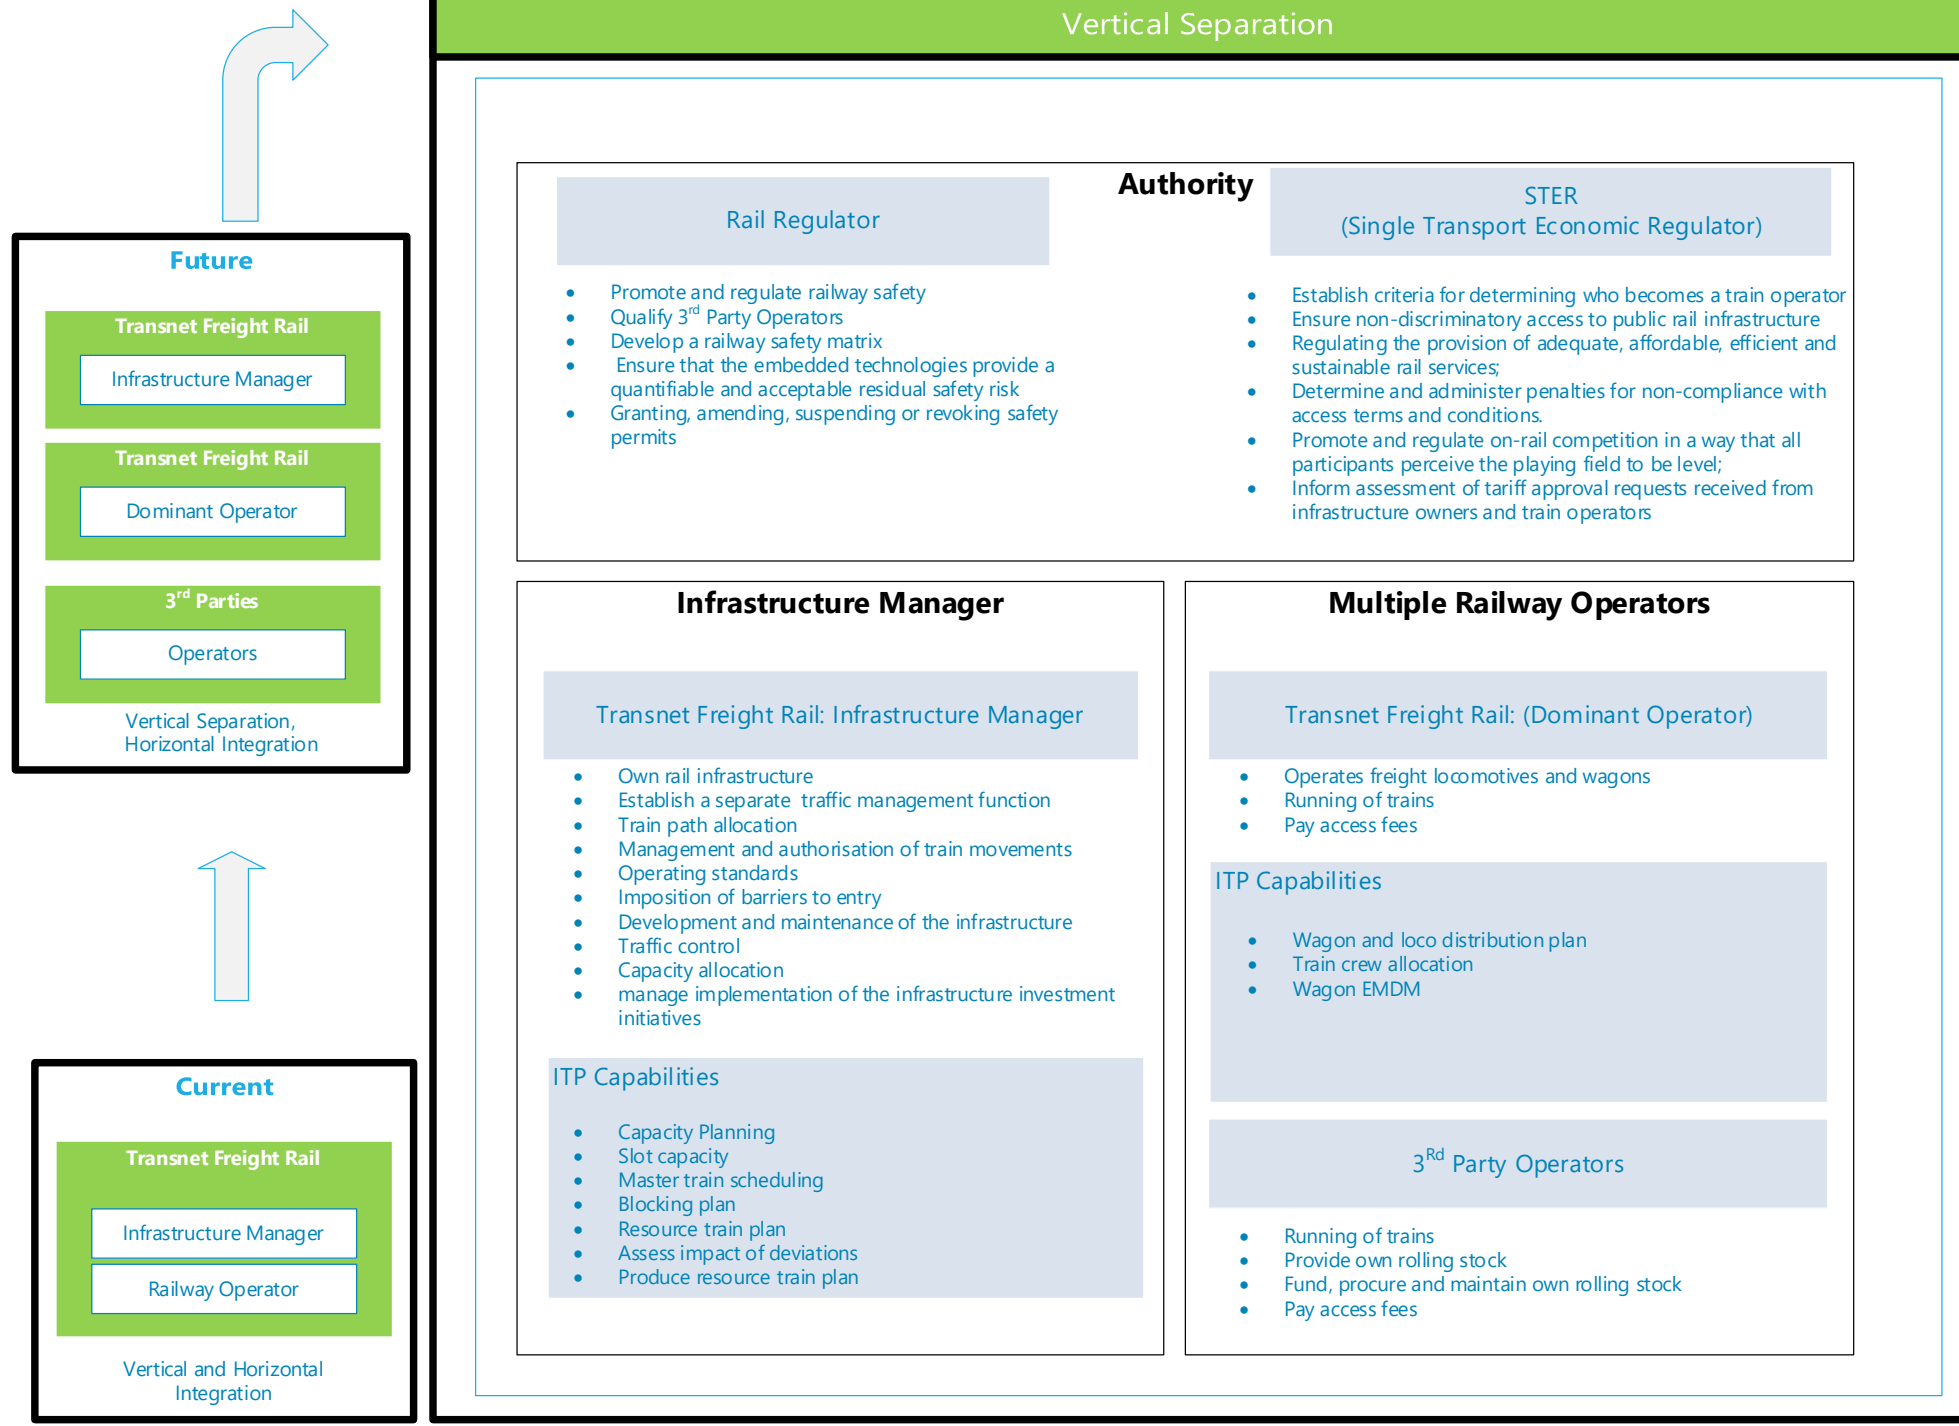 Vertical Separation
Authority
Rail Regulator
Promote and regulate railway safety
Qualify 3rd Party Operators
Develop a railway safety matrix
Ensure that the embedded technologies provide a
quantifiable and acceptable residual safety risk
Granting, amending, suspending or revoking safety
permits
STER
(Single Transport Economic Regulator)
Establish criteria for determining who becomes a train operator
Ensure non-discriminatory access to public rail infrastructure
Regulating the provision of adequate, affordable, efficient and
sustainable rail services;
Determine and administer penalties for non-compliance with
access terms and conditions.
Promote and regulate on-rail competition in a way that all
participants perceive the playing field to be level;
Inform assessment of tariff approval requests received from
infrastructure owners and train operators
Future
Transnet Freight Rail
Infrastructure Manager
Transnet Freight Rail
Dominant Operator
3rd Parties
Operators
Vertical Separation,
Horizontal Integration
Current
Transnet Freight Rail
Infrastructure Manager
Railway Operator
Vertical and Horizontal
Integration
Infrastructure Manager
Transnet Freight Rail: Infrastructure Manager
Own rail infrastructure
Establish a separate traffic management function
Train path allocation
Management and authorisation of train movements
Operating standards
Imposition of barriers to entry
Development and maintenance of the infrastructure
Traffic control
Capacity allocation
manage implementation of the infrastructure investment
initiatives
ITP Capabilities
Capacity Planning
Slot capacity
Master train scheduling
Blocking plan
Resource train plan
Assess impact of deviations
Produce resource train plan
Multiple Railway Operators
Transnet Freight Rail: (Dominant Operator)
Operates freight locomotives and wagons
Running of trains
Pay access fees
ITP Capabilities
Wagon and loco distribution plan
Train crew allocation
Wagon EMDM
3Rd Party Operators
Running of trains
Provide own rolling stock
Fund, procure and maintain own rolling stock
Pay access fees